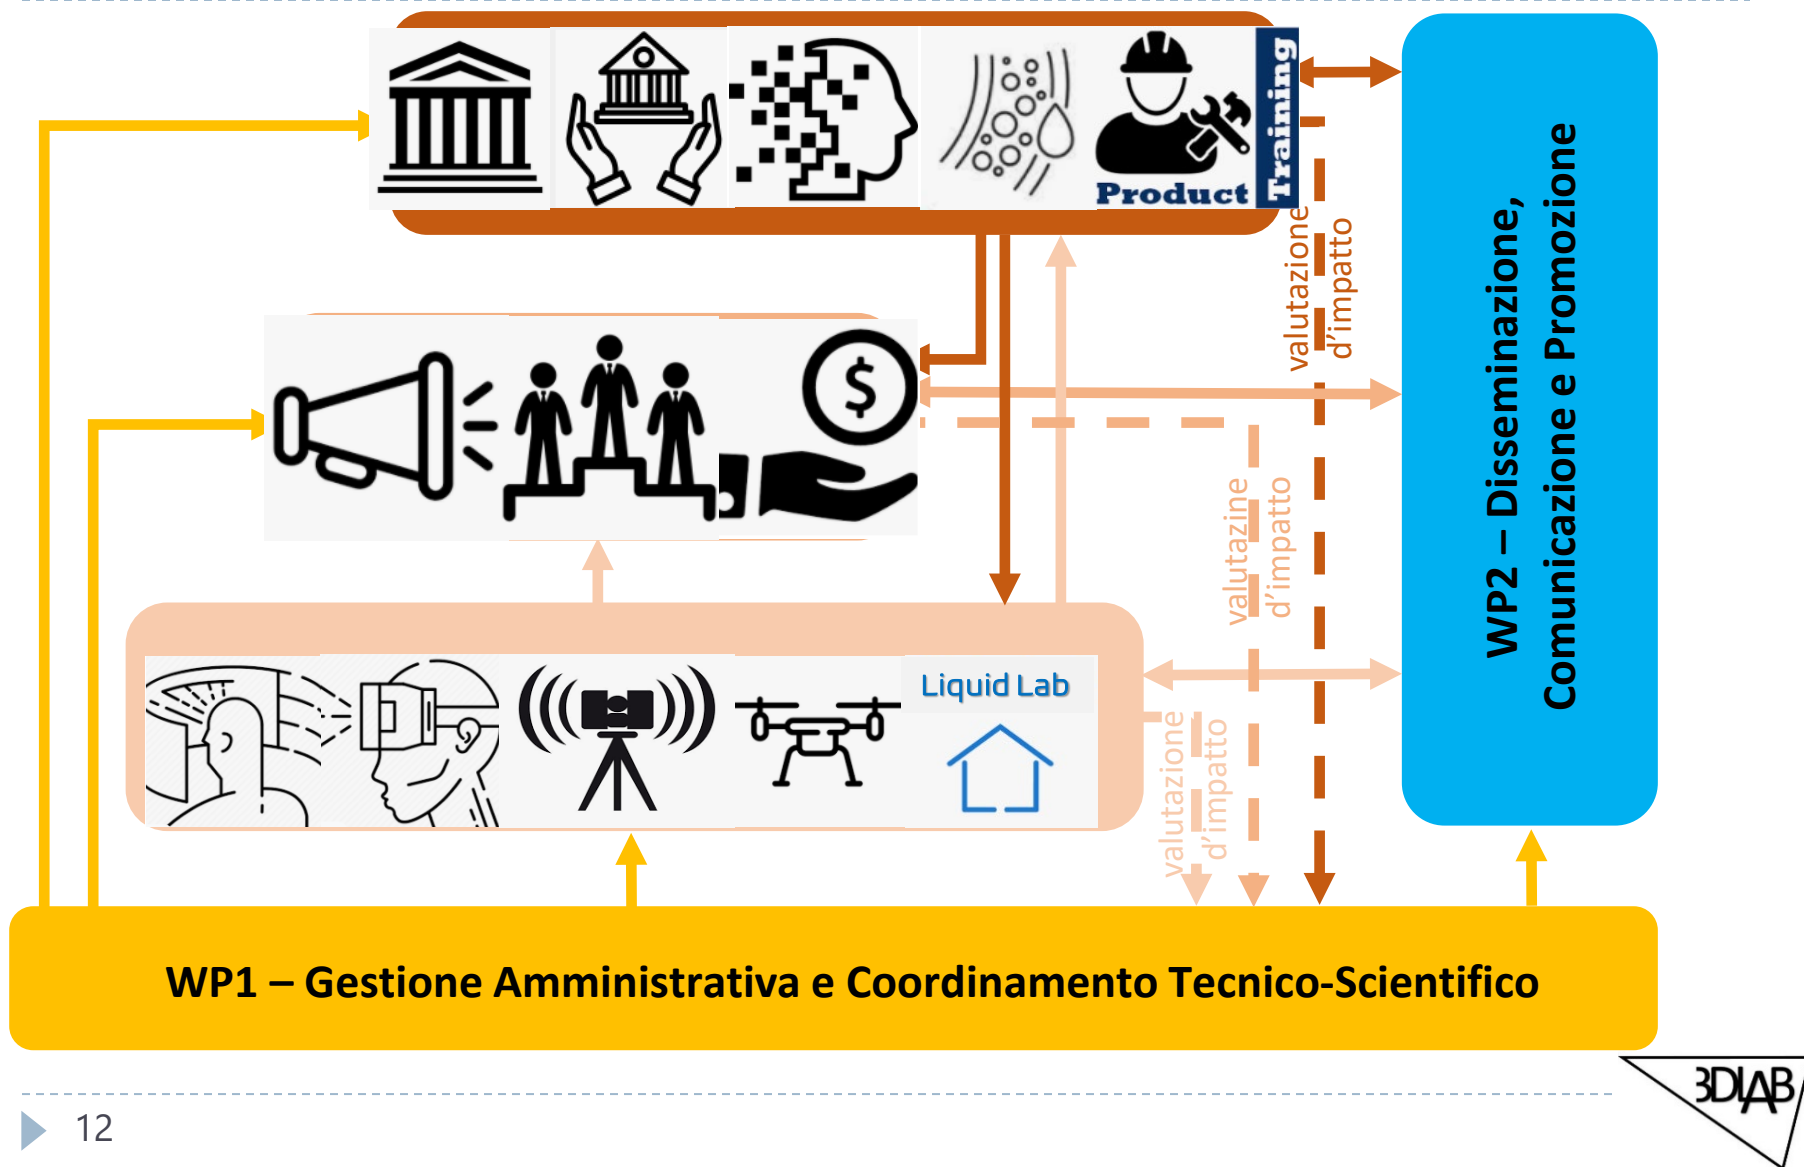 Product
Training
valutazione
d'impatto
WP2 – Disseminazione,
Comunicazione e Promozione
$
valutazine
d'impatto
Liquid Lab
valutazione
d'impatto
WP1 – Gestione Amministrativa e Coordinamento Tecnico-Scientifico
12
3DLAB